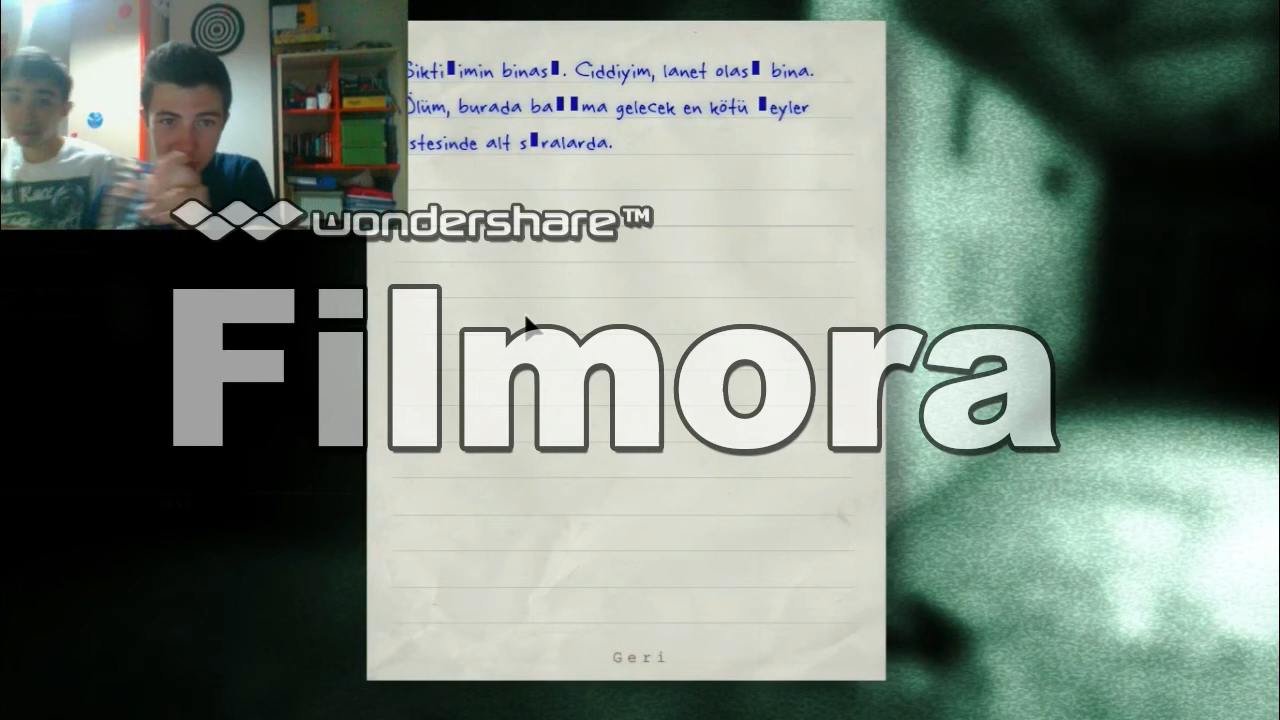 Sikti▮imin binas▮. Ciddiyim, lanet olas▮ bina.
Ölüm, burada ba▮▮ma gelecek en kötü ▮eyler
stesinde alt s▮ralarda.
wondershare™
Filmora
Geri